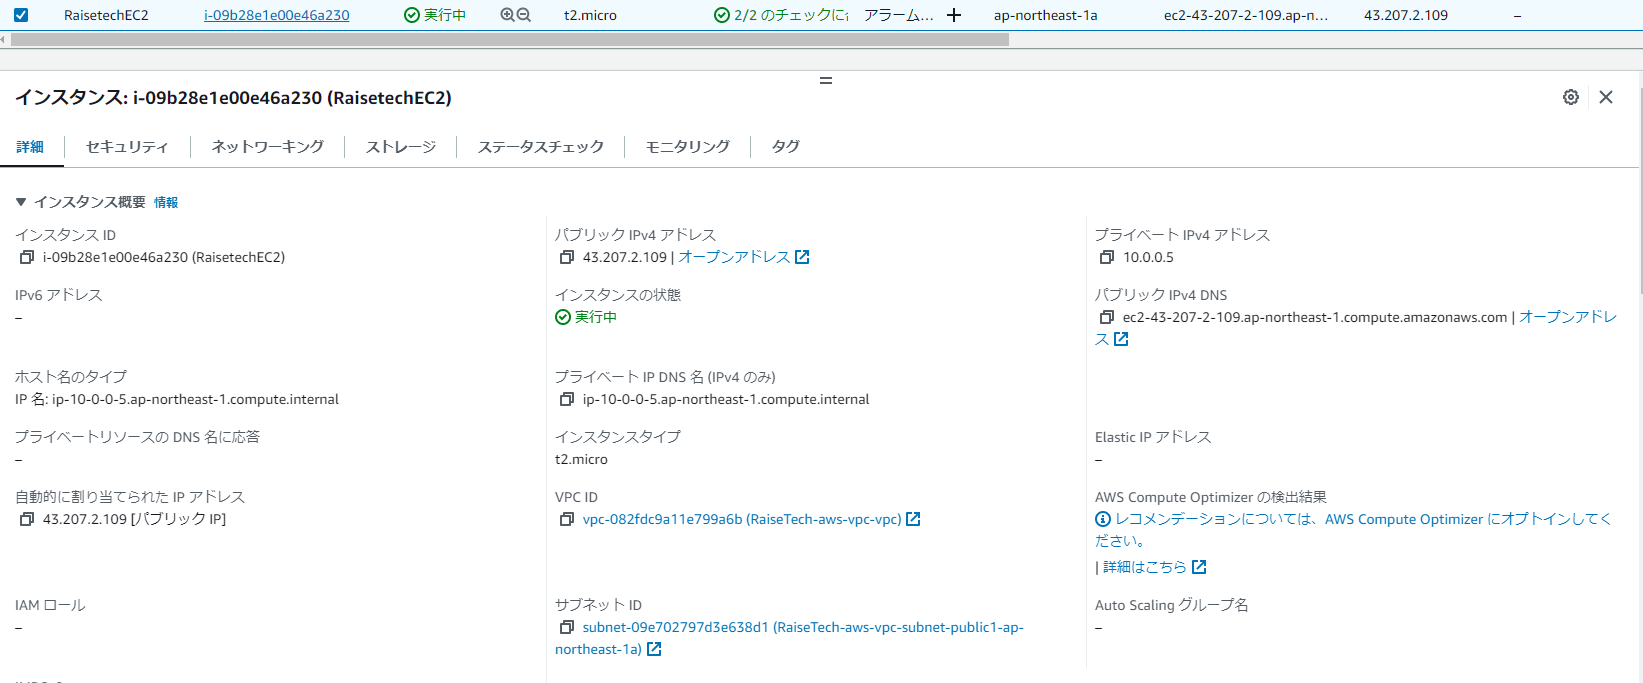 RaisetechEC2 i-09b28e1e00e46a230 実行中 t2.micro 2/2 のチェックに合 アラーム… ap-northeast-1a ec2-43-207-2-109.ap-n… 43.207.2.109 –
インスタンス: i-09b28e1e00e46a230 (RaisetechEC2)
詳細 セキュリティ ネットワーキング ストレージ ステータスチェック モニタリング タグ
▼ インスタンス概要 情報
インスタンス ID
i-09b28e1e00e46a230 (RaisetechEC2)
パブリック IPv4 アドレス
43.207.2.109 | オープンアドレス
プライベート IPv4 アドレス
10.0.0.5
IPv6 アドレス
–
インスタンスの状態
実行中
パブリック IPv4 DNS
ec2-43-207-2-109.ap-northeast-1.compute.amazonaws.com | オープンアドレ
ス
ホスト名のタイプ
IP 名: ip-10-0-0-5.ap-northeast-1.compute.internal
プライベート IP DNS 名 (IPv4 のみ)
ip-10-0-0-5.ap-northeast-1.compute.internal
プライベートリソースの DNS 名に応答
–
インスタンスタイプ
t2.micro
Elastic IP アドレス
–
自動的に割り当てられた IP アドレス
43.207.2.109 [パブリック IP]
VPC ID
vpc-082fdc9a11e799a6b (RaiseTech-aws-vpc-vpc)
AWS Compute Optimizer の検出結果
レコメンデーションについては、AWS Compute Optimizer にオプトインしてく
ださい。
| 詳細はこちら
IAM ロール
–
サブネット ID
subnet-09e702797d3e638d1 (RaiseTech-aws-vpc-subnet-public1-ap-
northeast-1a)
Auto Scaling グループ名
–